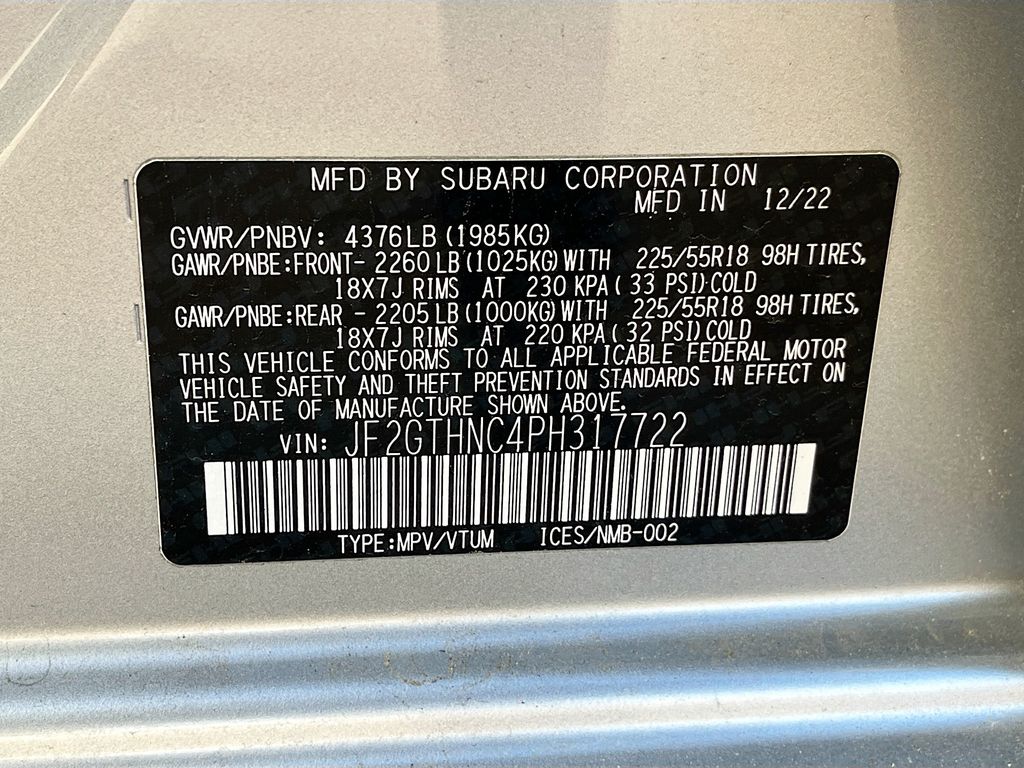 MFD BY SUBARU CORPORATION
MFD IN 12/22
GVWR/PNBV: 4376LB (1985KG)
GAWR/PNBE:FRONT- 2260 LB (1025KG) WITH 225/55R18 98H TIRES,
18X7J RIMS AT 230 KPA ( 33 PSI) COLD
GAWR/PNBE:REAR - 2205 LB (1000KG) WITH 225/55R18 98H TIRES,
18X7J RIMS AT 220 KPA ( 32 PSI) COLD
THIS VEHICLE CONFORMS TO ALL APPLICABLE FEDERAL MOTOR
VEHICLE SAFETY AND THEFT PREVENTION STANDARDS IN EFFECT ON
THE DATE OF MANUFACTURE SHOWN ABOVE.
VIN: JF2GTHNC4PH317722
TYPE:MPV/VTUM ICES/NMB-002